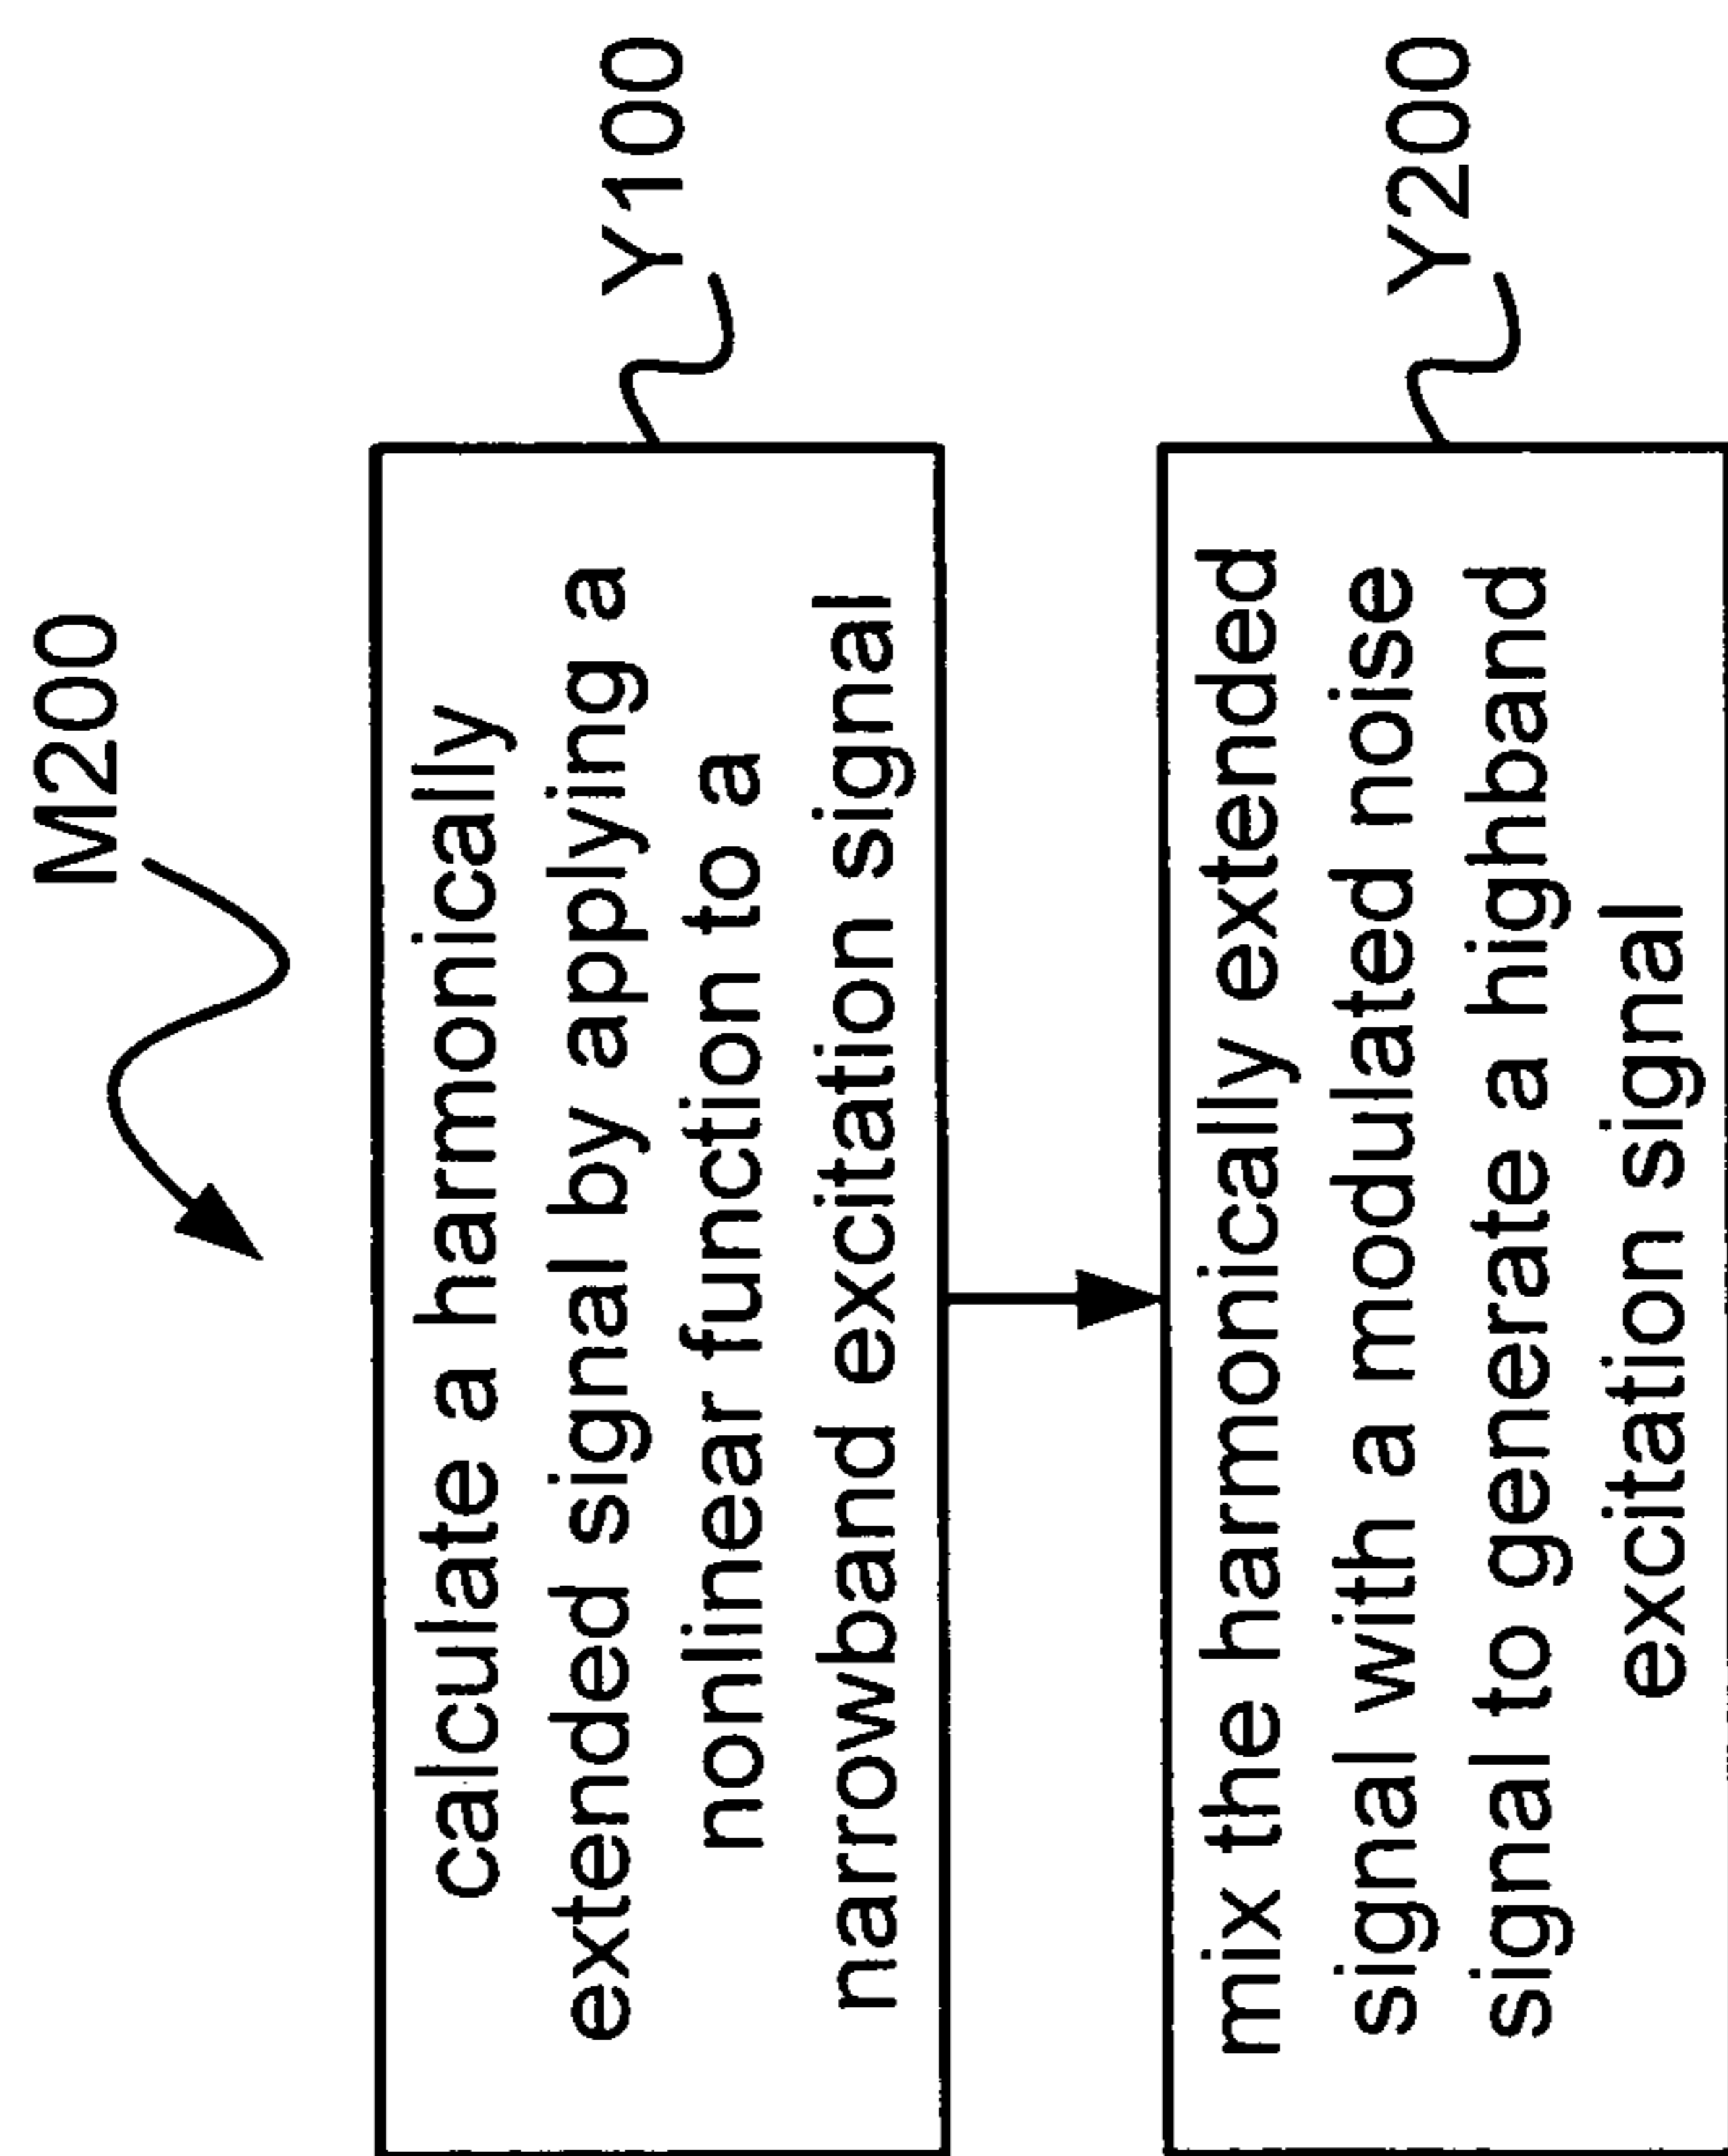 M200
calculate a harmonically
extended signal by applying a
nonlinear function to a
narrowband excitation signal
Y100
mix the harmonically extended
signal with a modulated noise
signal to generate a highband
excitation signal
Y200